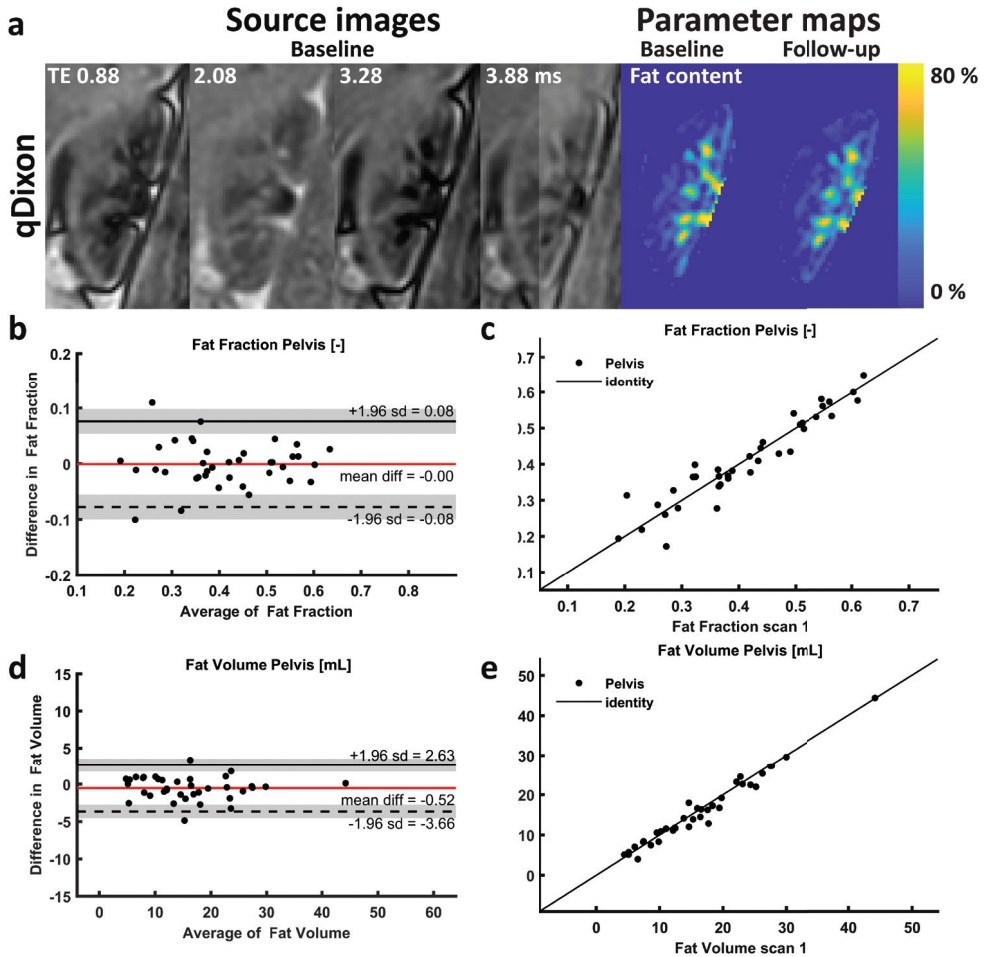 a
Source images
Parameter maps
Baseline
Baseline
Follow-up
TE 0.88
2.08
3.28
3.88 ms
Fat content
80 %
0 %
qDixon
b
Fat Fraction Pelvis [-]
Difference in Fat Fraction
0.2
0.1
0
-0.1
-0.2
+1.96 sd = 0.08
mean diff = -0.00
-1.96 sd = -0.08
0.1 0.2 0.3 0.4 0.5 0.6 0.7 0.8
Average of Fat Fraction
c
Fat Fraction Pelvis [-]
Pelvis
identity
).7
).6
).5
).4
).3
).2
).1
0.1 0.2 0.3 0.4 0.5 0.6 0.7
Fat Fraction scan 1
d
Fat Volume Pelvis [mL]
Difference in Fat Volume
15
10
5
0
-5
-10
-15
+1.96 sd = 2.63
mean diff = -0.52
-1.96 sd = -3.66
0 10 20 30 40 50 60
Average of Fat Volume
e
Fat Volume Pelvis [mL]
Pelvis
identity
50
40
30
20
10
0
0 10 20 30 40 50
Fat Volume scan 1